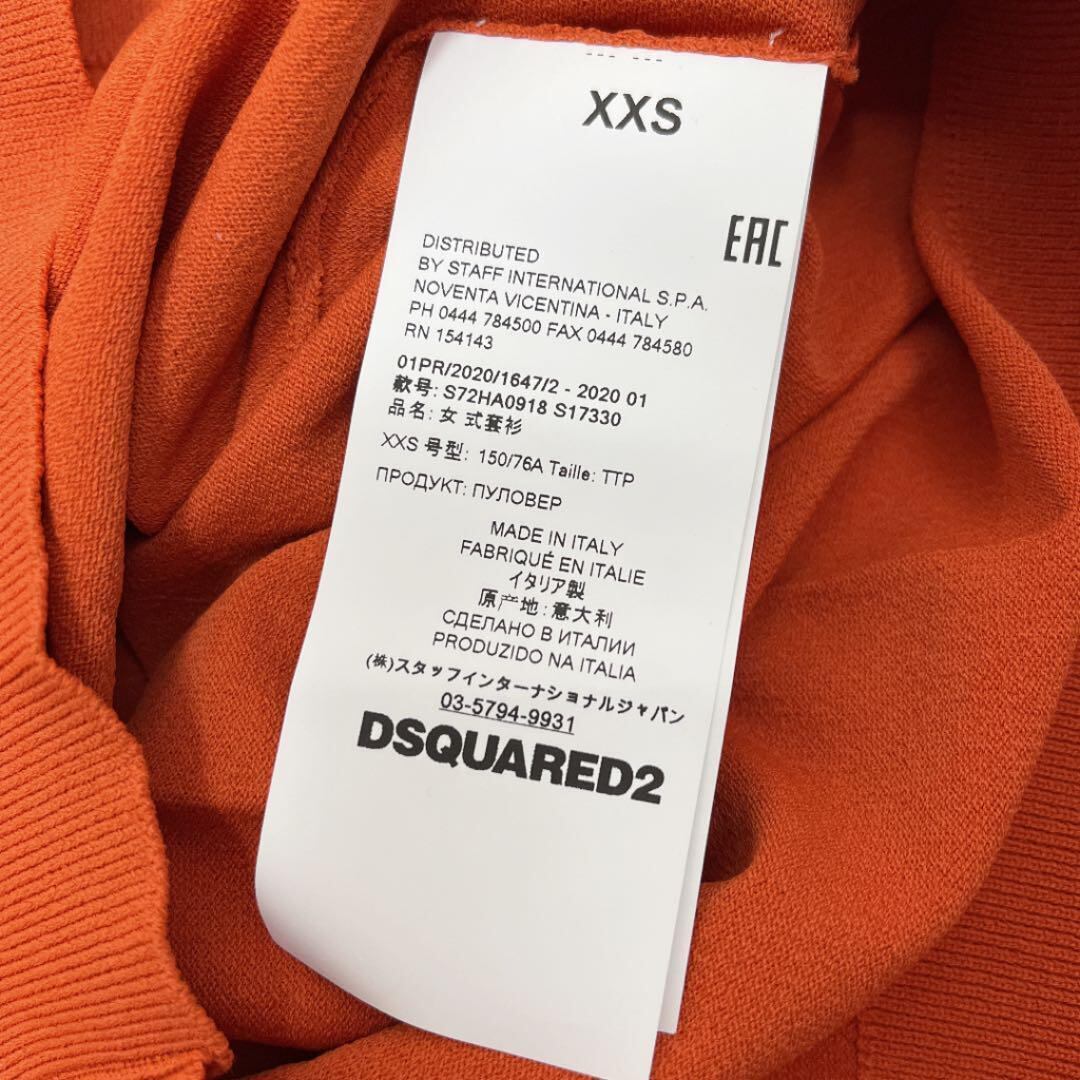 XXS
EAC
DISTRIBUTED
BY STAFF INTERNATIONAL S.P.A.
NOVENTA VICENTINA - ITALY
PH 0444 784500 FAX 0444 784580
RN 154143
01PR/2020/1647/2 - 2020 01
款号: S72HA0918 S17330
品名: 女 式套衫
XXS 号型: 150/76A Taille: TTP
ПРОДУКТ: ПУЛОВЕР
MADE IN ITALY
FABRIQUÉ EN ITALIE
イタリア製
原产地: 意大利
СДЕЛАНО В ИТАЛИИ
PRODUZIDO NA ITALIA
(株)スタッフインターナショナルジャパン
03-5794-9931
DSQUARED2